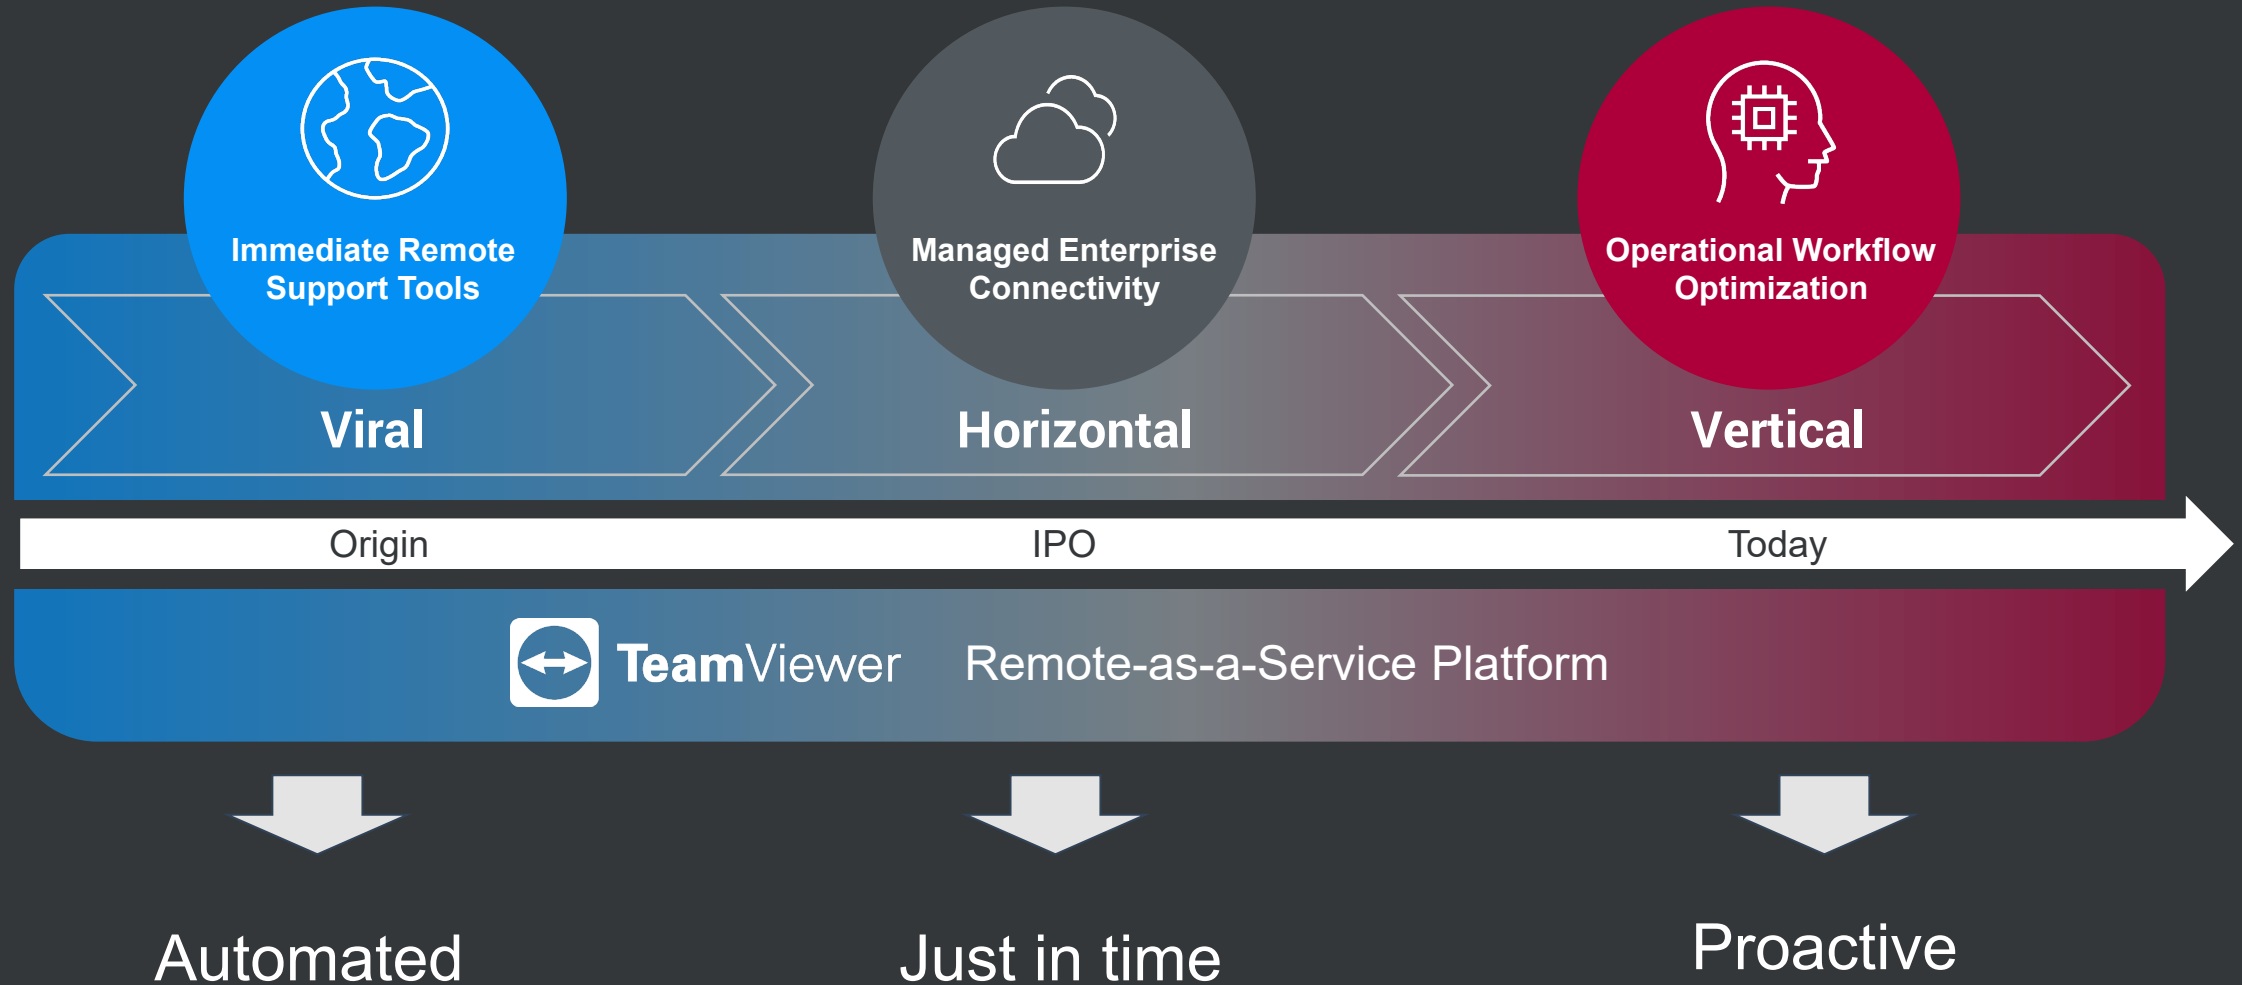 Immediate Remote
Support Tools
Managed Enterprise
Connectivity
Operational Workflow
Optimization
Viral
Horizontal
Vertical
Origin
IPO
Today
TeamViewer
Remote-as-a-Service Platform
Automated
Just in time
Proactive